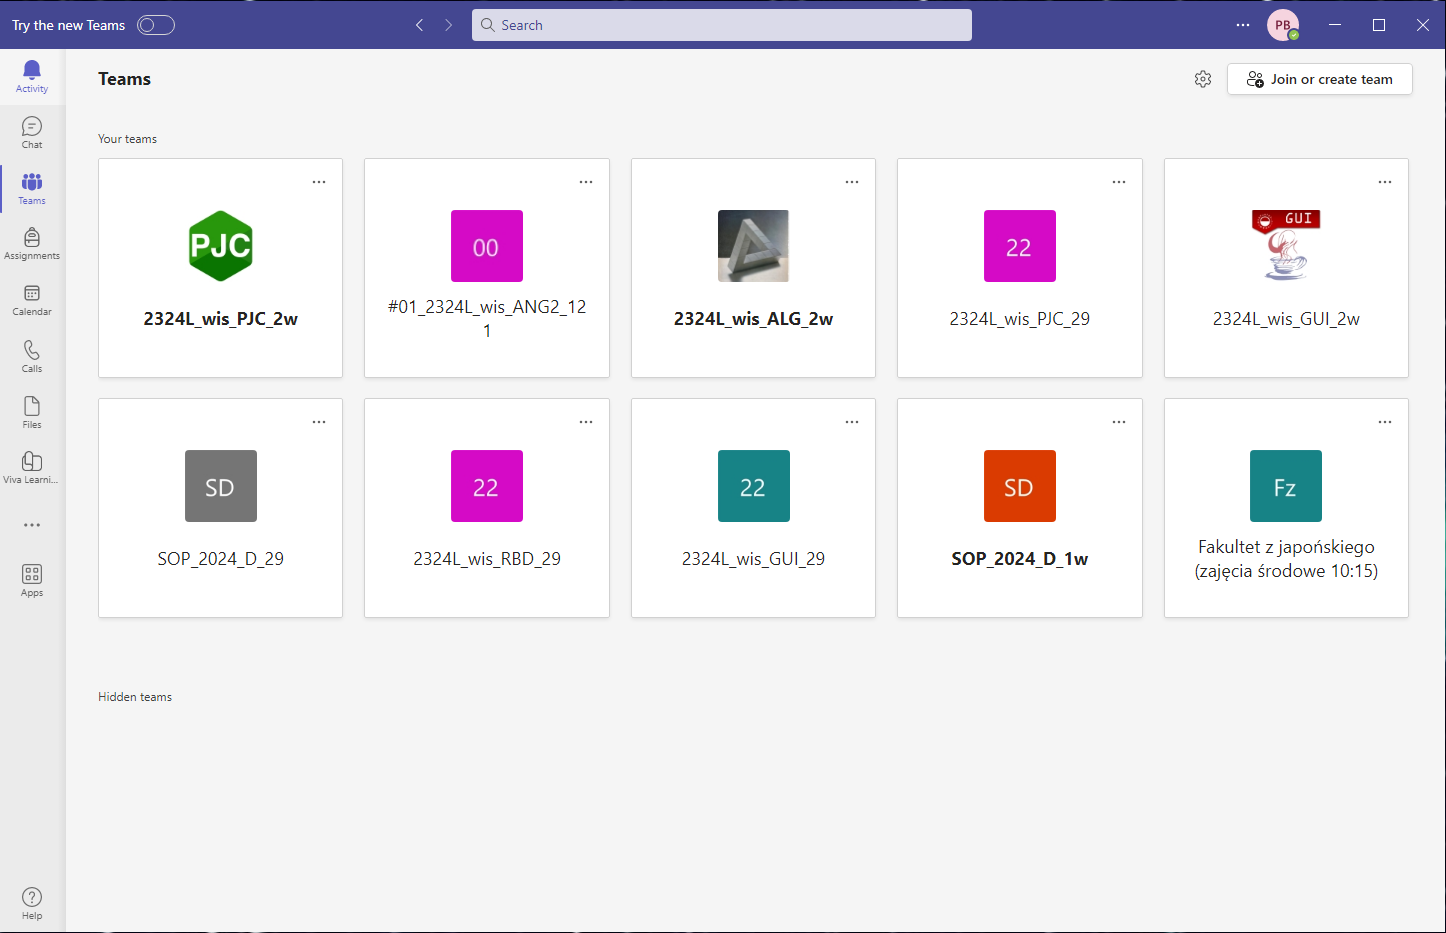 Try the new Teams
Search
PB
Activity
Chat
Teams
Assignments
Calendar
Calls
Files
Viva Learni...
Apps
Help
Teams
Join or create team
Your teams
PJC
2324L_wis_PJC_2w
00
#01_2324L_wis_ANG2_12
1
2324L_wis_ALG_2w
22
2324L_wis_PJC_29
GUI
2324L_wis_GUI_2w
SD
SOP_2024_D_29
22
2324L_wis_RBD_29
22
2324L_wis_GUI_29
SD
SOP_2024_D_1w
Fz
Fakultet z japońskiego
(zajęcia środowe 10:15)
Hidden teams